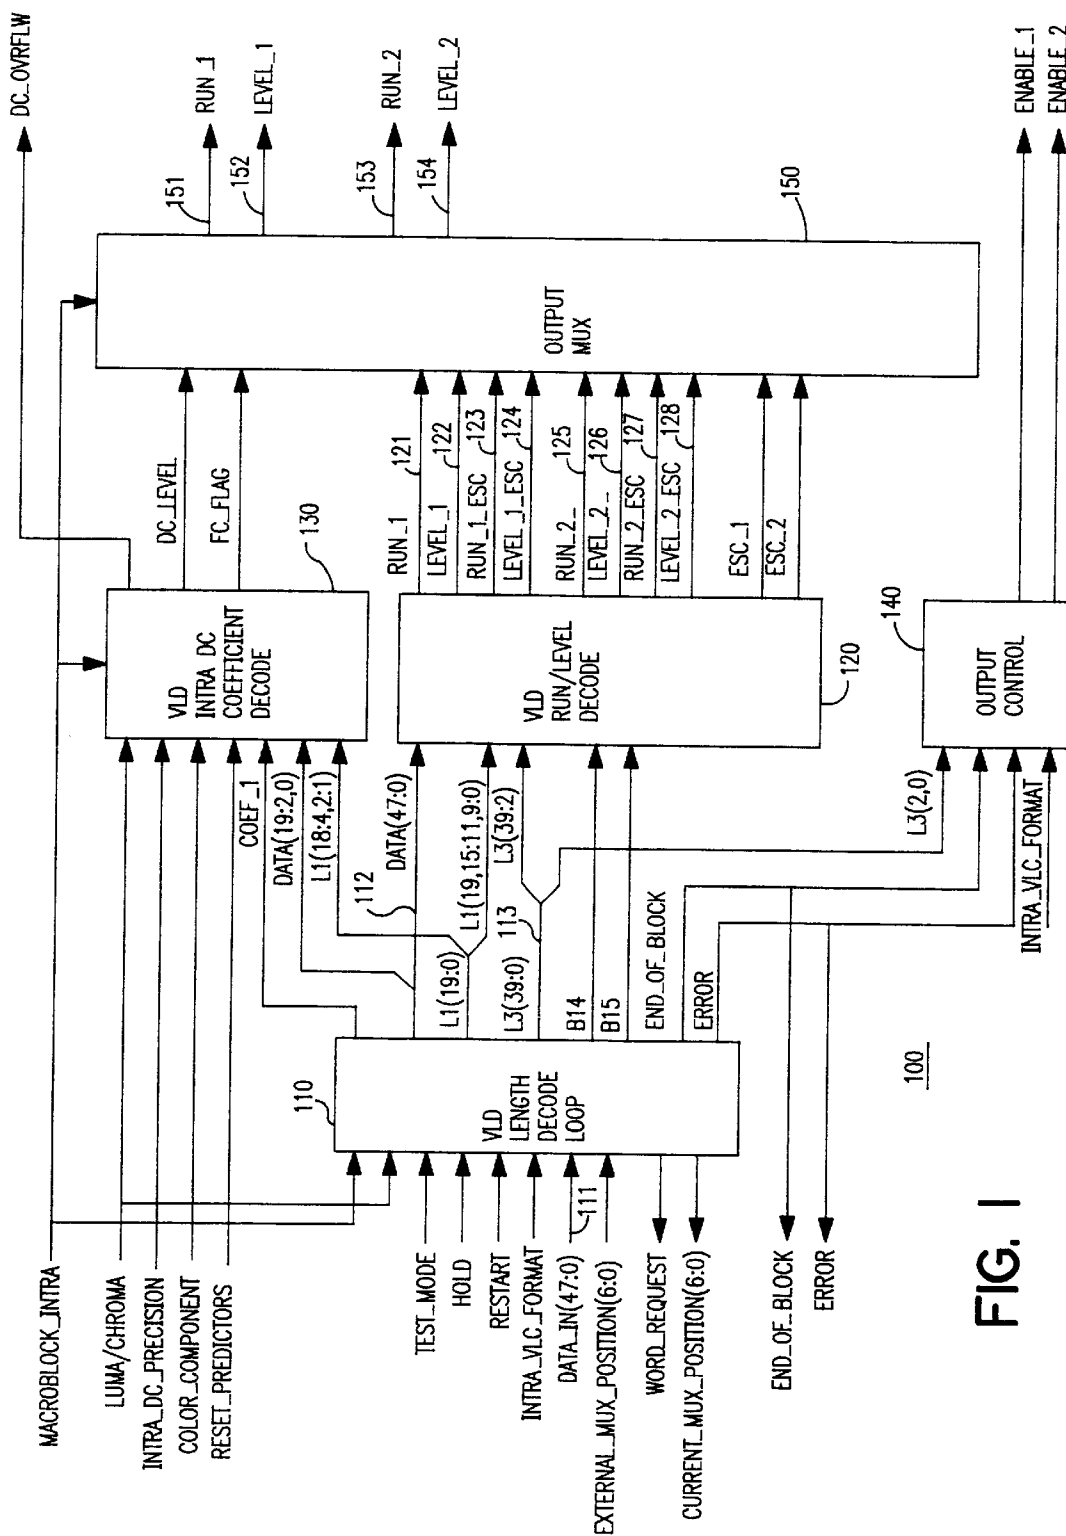 MACROBLOCK_INTRA
LUMA/CHROMA
INTRA_DC_PRECISION
COLOR_COMPONENT
RESET_PREDICTORS
TEST_MODE
HOLD
RESTART
INTRA_VLC_FORMAT
DATA_IN(47:0)
111
EXTERNAL_MUX_POSITION(6:0)
WORD_REQUEST
CURRENT_MUX_POSITION(6:0)
END_OF_BLOCK
ERROR
110
VLD
LENGTH
DECODE
LOOP
COEF_1
DATA(19:2,0)
L1(18:4,2:1)
112
DATA(47:0)
L1(19:0)
L1(19,15:11,9:0)
L3(39:2)
113
L3(39:0)
B14
B15
END_OF_BLOCK
ERROR
L3(2,0)
INTRA_VLC_FORMAT
VLD
INTRA DC
COEFFICIENT
DECODE
130
VLD
RUN/LEVEL
DECODE
120
OUTPUT
CONTROL
140
DC_LEVEL
FC_FLAG
RUN_1
121
LEVEL_1
122
RUN_1_ESC
123
LEVEL_1_ESC
124
RUN_2_
125
LEVEL_2_
126
RUN_2_ESC
127
LEVEL_2_ESC
128
ESC_1
ESC_2
OUTPUT
MUX
150
DC_OVRFLW
151
RUN_1
152
LEVEL_1
153
RUN_2
154
LEVEL_2
ENABLE_1
ENABLE_2
100
FIG. 1